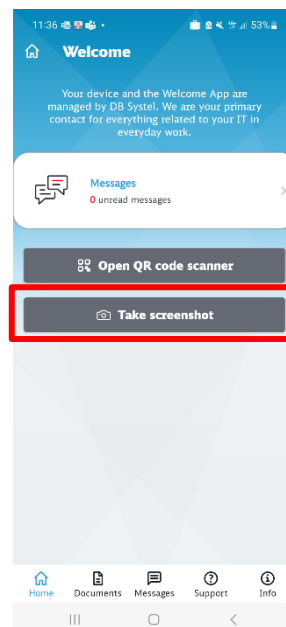 11:36
53%
Welcome
Your device and the Welcome App are
managed by DB Systel. We are your primary
contact for everything related to your IT in
everyday work.
Messages
0 unread messages
Open QR code scanner
Take screenshot
Home Documents Messages Support Info